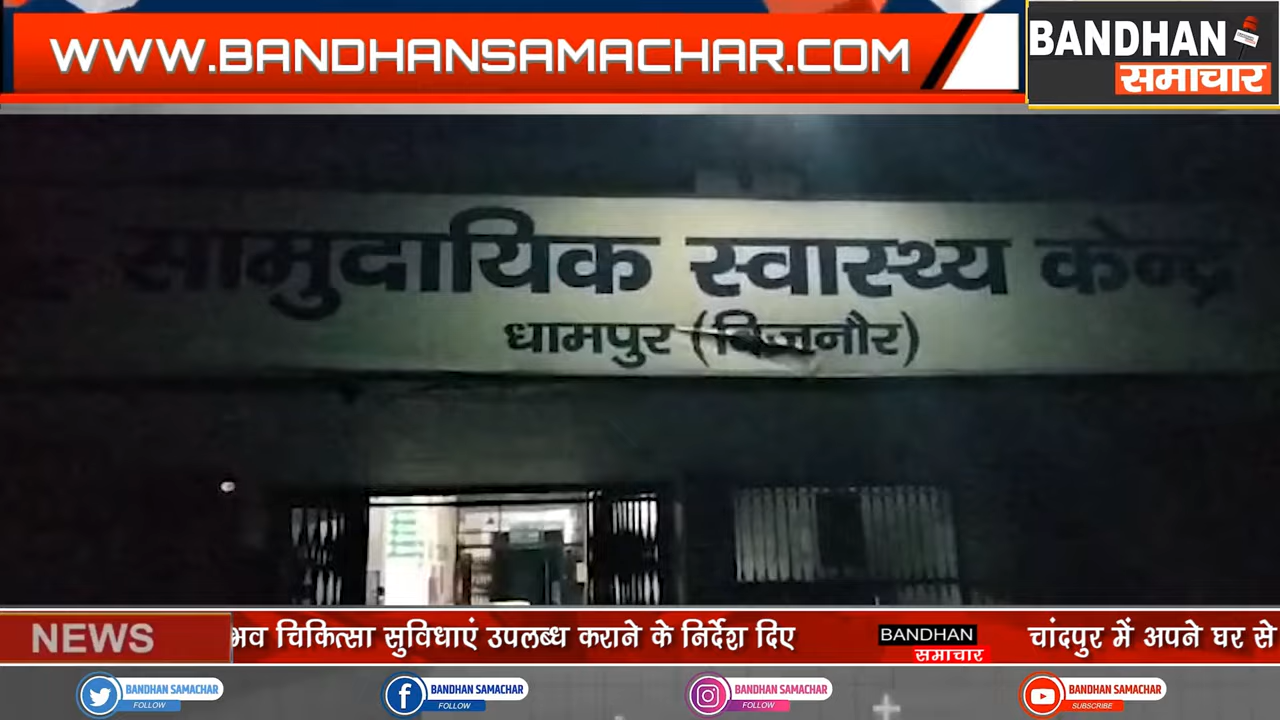 WWW.BANDHANSAMACHAR.COM
BANDHAN
समाचार
सामुदायिक स्वास्थ्य केन्द्र
धामपुर (बिजनौर)
NEWS
भव चिकित्सा सुविधाएं उपलब्ध कराने के निर्देश दिए
BANDHAN
समाचार
चांदपुर में अपने घर से
BANDHAN SAMACHAR
FOLLOW
BANDHAN SAMACHAR
FOLLOW
BANDHAN SAMACHAR
FOLLOW
BANDHAN SAMACHAR
SUBSCRIBE